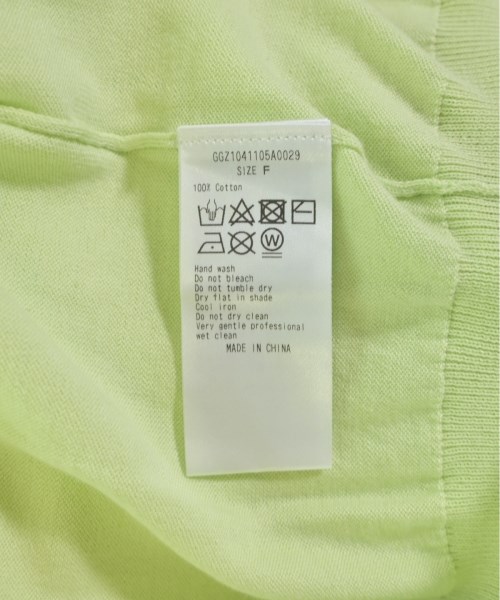 GGZ1041105A0029
SIZE F
100% Cotton
W
Hand wash
Do not bleach
Do not tumble dry
Dry flat in shade
Cool iron
Do not dry clean
Very gentle professional
wet clean
MADE IN CHINA